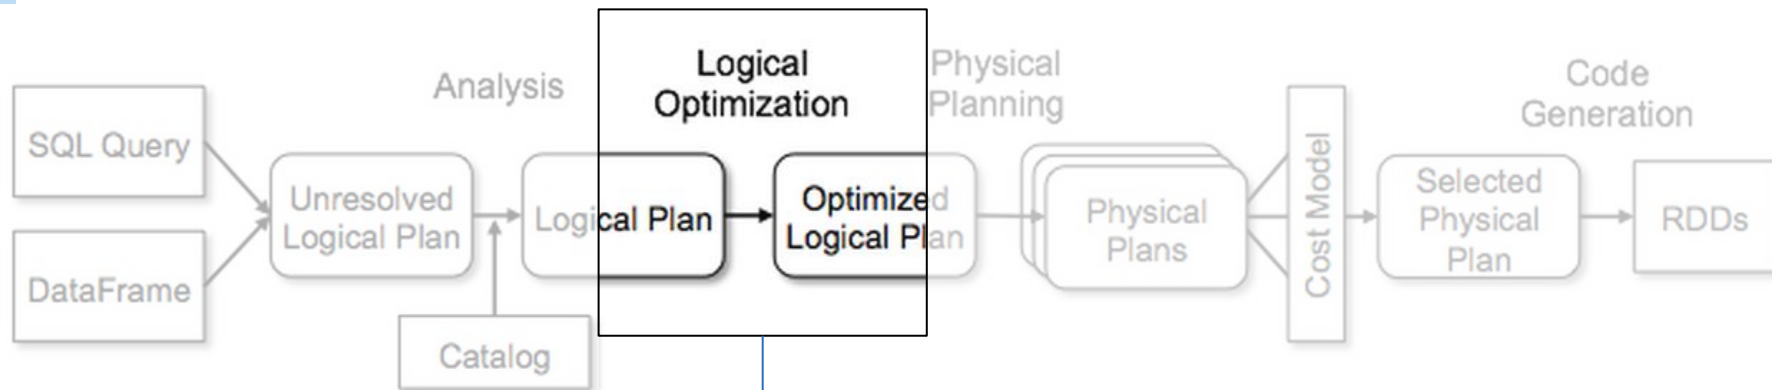 SQL Query
DataFrame
Analysis
Unresolved
Logical Plan
Catalog
Logical
Optimization
Logical Plan
Optimized
Logical Plan
Physical
Planning
Physical
Plans
Cost Model
Selected
Physical
Plan
Code
Generation
RDDs